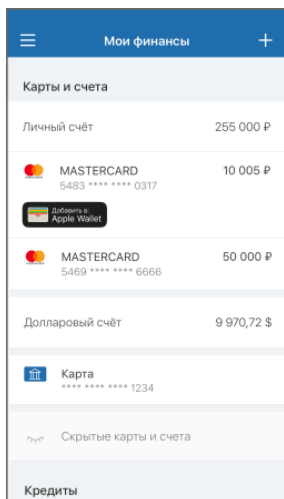 Мои финансы
Карты и счета
Личный счёт 255 000 ₽
MASTERCARD 10 005 ₽
5483 **** **** 0317
Добавить в:
Apple Wallet
MASTERCARD 50 000 ₽
5469 **** **** 6666
Долларовый счёт 9 970,72 $
Карта
**** **** **** 1234
Скрытые карты и счета
Кредиты